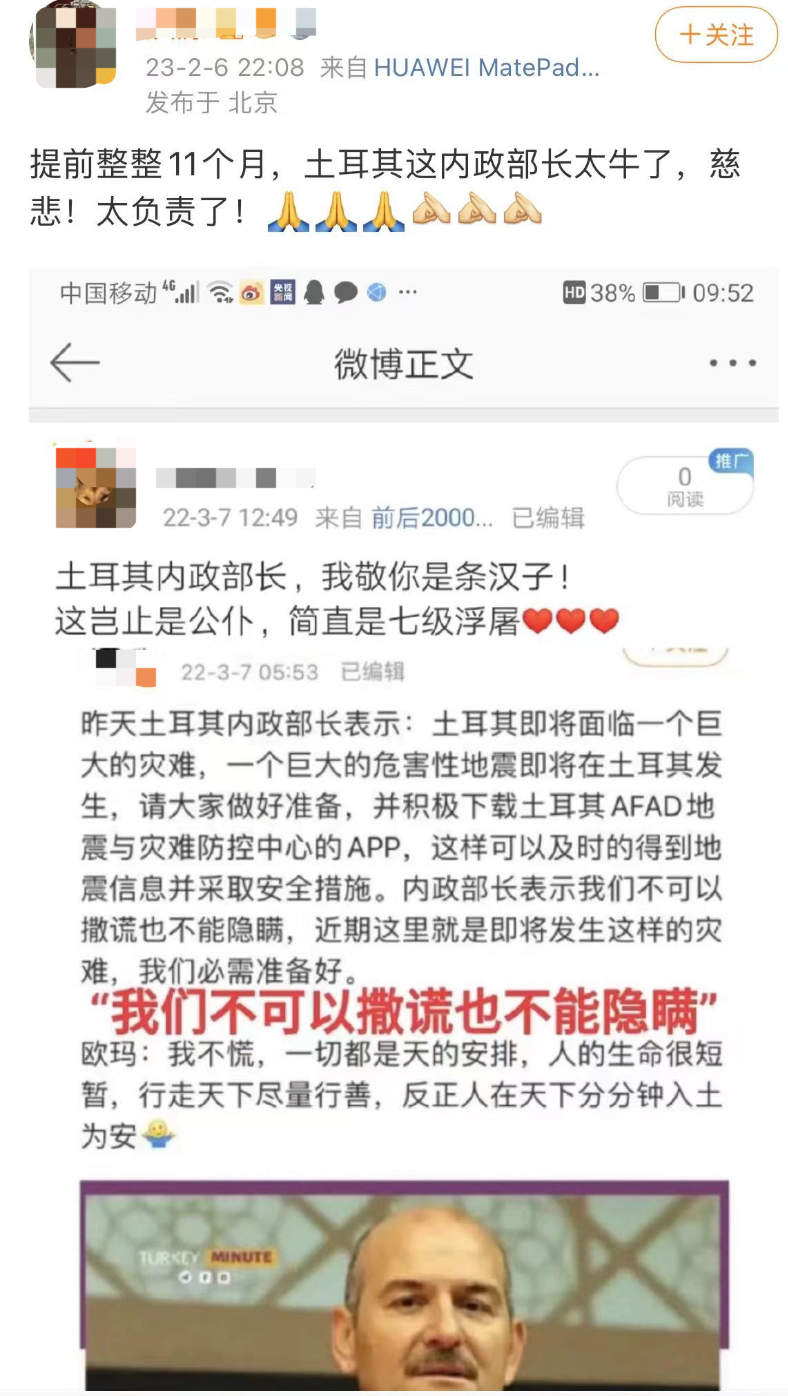 +关注
23-2-6 22:08 来自 HUAWEI MatePad...
发布于 北京
提前整整11个月，土耳其这内政部长太牛了，慈
悲！太负责了！🙏🙏🙏
中国移动 4G 央视新闻 ··· HD 38% 09:52
微博正文
推广
0
阅读
22-3-7 12:49 来自 前后2000... 已编辑
土耳其内政部长，我敬你是条汉子！
这岂止是公仆，简直是七级浮屠❤️❤️❤️
22-3-7 05:53 已编辑
昨天土耳其内政部长表示：土耳其即将面临一个巨
大的灾难，一个巨大的危害性地震即将在土耳其发
生，请大家做好准备，并积极下载土耳其AFAD地
震与灾难防控中心的APP，这样可以及时的得到地
震信息并采取安全措施。内政部长表示我们不可以
撒谎也不能隐瞒，近期这里就是即将发生这样的灾
难，我们必需准备好。
“我们不可以撒谎也不能隐瞒”
欧玛：我不慌，一切都是天的安排，人的生命很短
暂，行走天下尽量行善，反正人在天下分分钟入土
为安🤷
TURKEY MINUTE